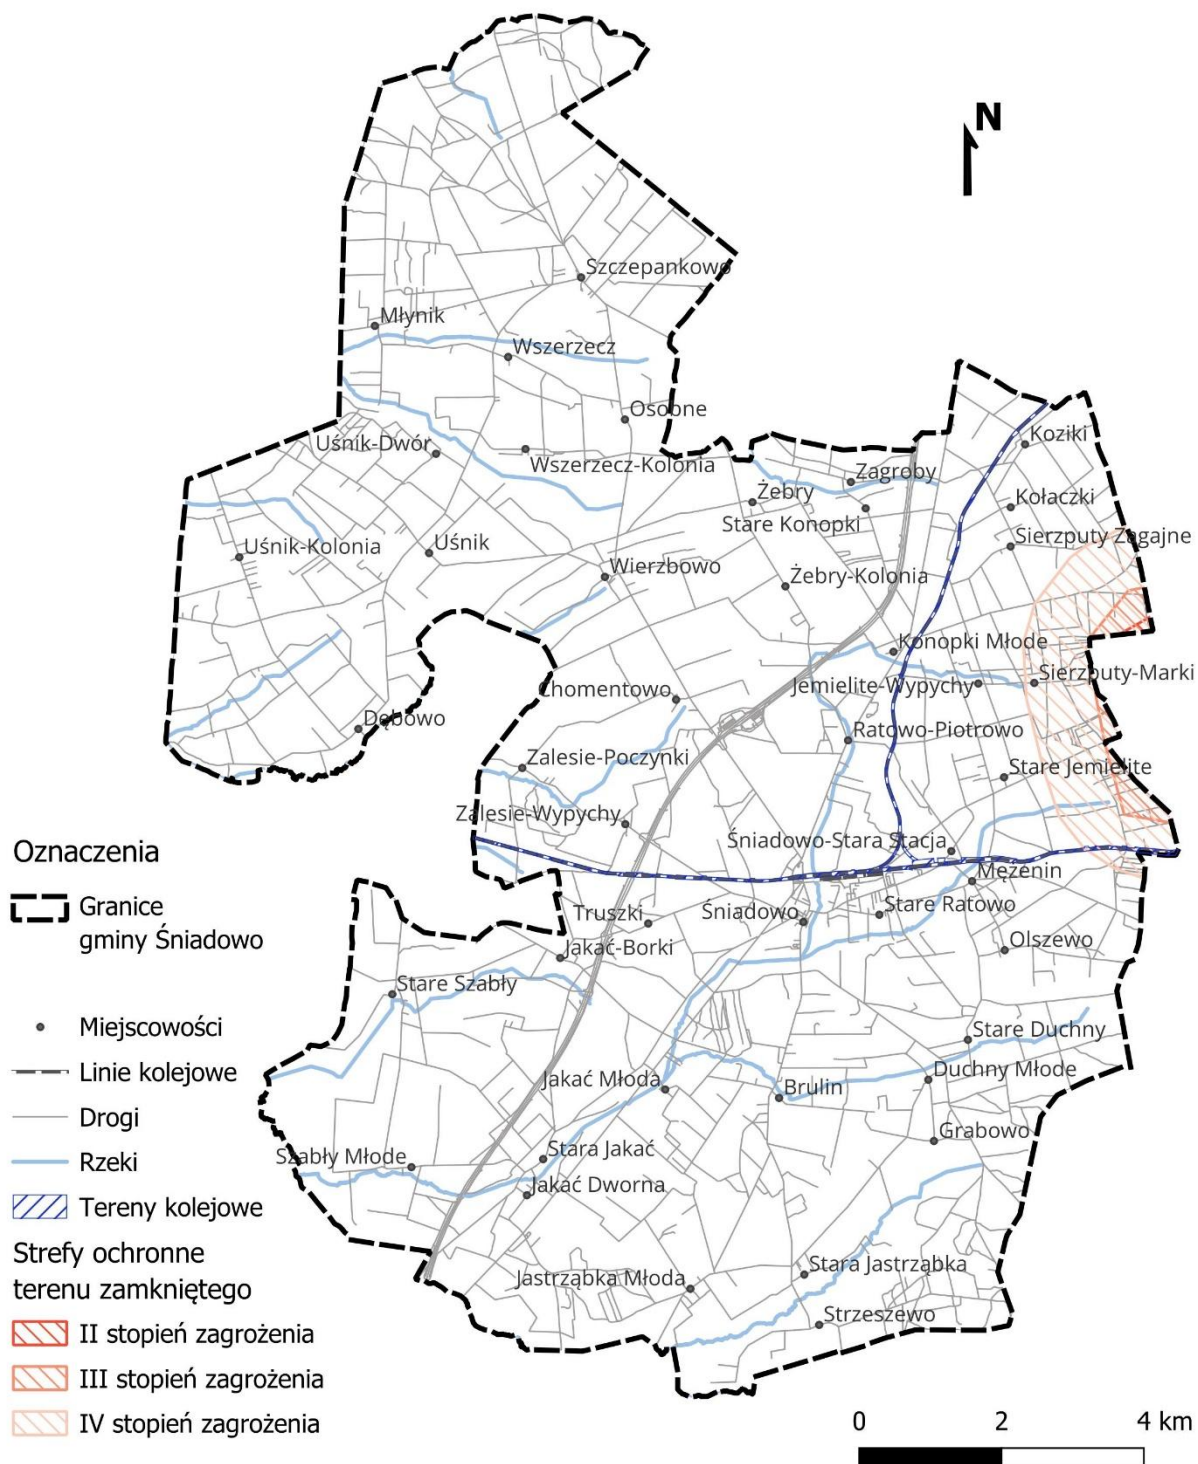 N
Szczepankowo
Młynik
Wszerzecz
Osobne
Koziki
Uśnik-Dwór
Wszerzecz-Kolonia
Zagroby
Żebry
Kołaczki
Stare Konopki
Sierzputy Zagajne
Uśnik-Kolonia
Uśnik
Wierzbowo
Żebry-Kolonia
Konopki Młode
Sierzputy-Marki
Jemielite-Wypychy
Chomentowo
Dębowo
Ratowo-Piotrowo
Zalesie-Poczynki
Stare Jemielite
Zalesie-Wypychy
Śniadowo-Stara Stacja
Mężenin
Truszki
Śniadowo
Stare Ratowo
Jakać-Borki
Olszewo
Stare Szabły
Stare Duchny
Jakać Młoda
Brulin
Duchny Młode
Grabowo
Szabły Młode
Stara Jakać
Jakać Dworna
Stara Jastrząbka
Jastrząbka Młoda
Strzeszewo
Oznaczenia
Granice
gminy Śniadowo
Miejscowości
Linie kolejowe
Drogi
Rzeki
Tereny kolejowe
Strefy ochronne
terenu zamkniętego
II stopień zagrożenia
III stopień zagrożenia
IV stopień zagrożenia
0 2 4 km